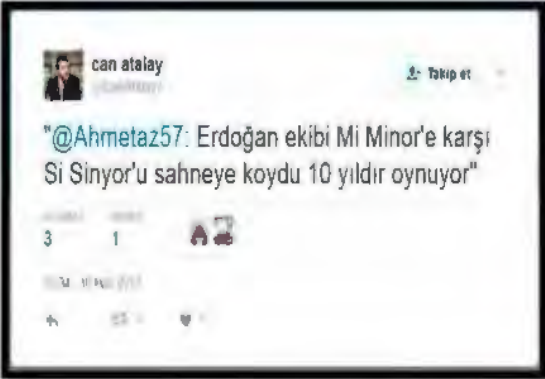 can atalay
Takip et
"@Ahmetaz57: Erdoğan ekibi Mi Minor'e karşı
Si Sinyor'u sahneye koydu 10 yıldır oynuyor"
3 1